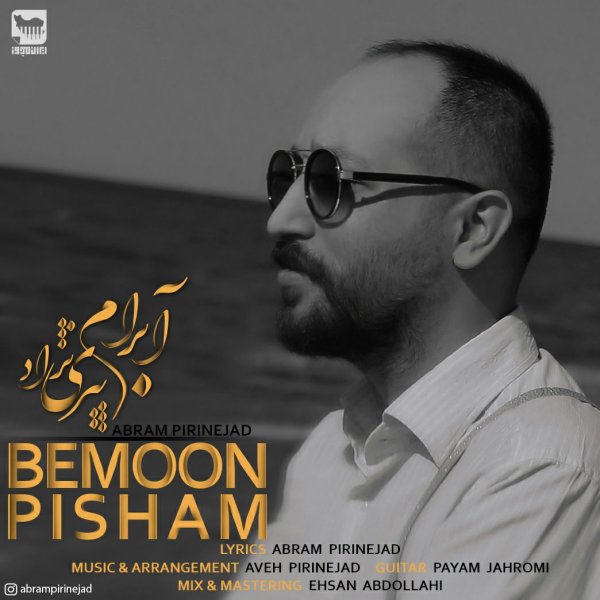 آبرام
پیری نژاد
ABRAM PIRINEJAD
BEMOON
PISHAM
LYRICS ABRAM PIRINEJAD
MUSIC & ARRANGEMENT AVEH PIRINEJAD GUITAR PAYAM JAHROMI
MIX & MASTERING EHSAN ABDOLLAHI
abrampirinejad